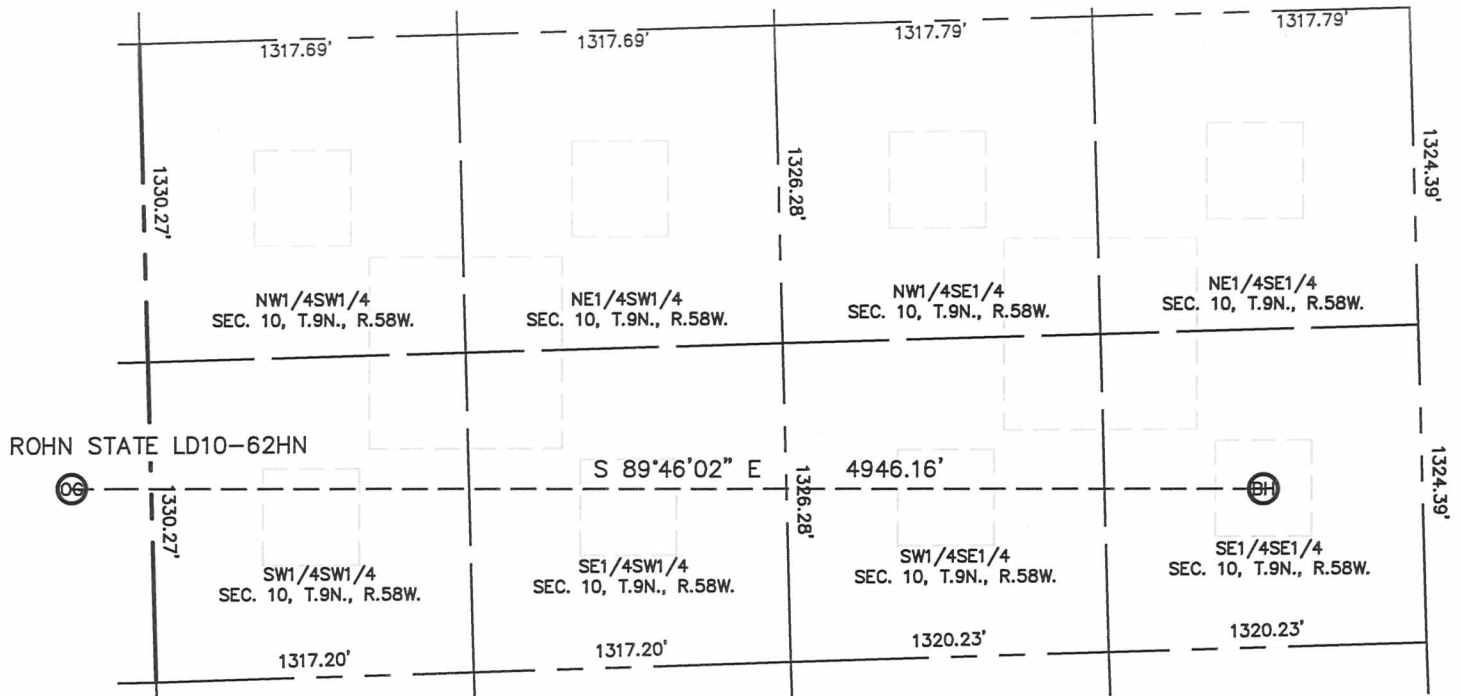 1317.69'
1317.69'
1317.79'
1317.79'
1330.27'
1326.28'
1324.39'
NW1/4SW1/4
SEC. 10, T.9N., R.58W.
NE1/4SW1/4
SEC. 10, T.9N., R.58W.
NW1/4SE1/4
SEC. 10, T.9N., R.58W.
NE1/4SE1/4
SEC. 10, T.9N., R.58W.
ROHN STATE LD10-62HN
OG
S 89°46'02" E 4946.16'
BH
1330.27'
1326.28'
1324.39'
SW1/4SW1/4
SEC. 10, T.9N., R.58W.
SE1/4SW1/4
SEC. 10, T.9N., R.58W.
SW1/4SE1/4
SEC. 10, T.9N., R.58W.
SE1/4SE1/4
SEC. 10, T.9N., R.58W.
1317.20'
1317.20'
1320.23'
1320.23'